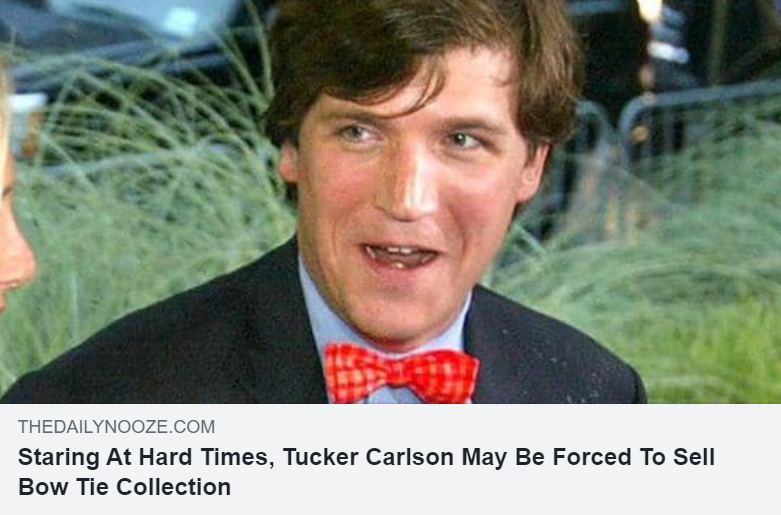 THEDAILYNOOZE.COM
Staring At Hard Times, Tucker Carlson May Be Forced To Sell
Bow Tie Collection